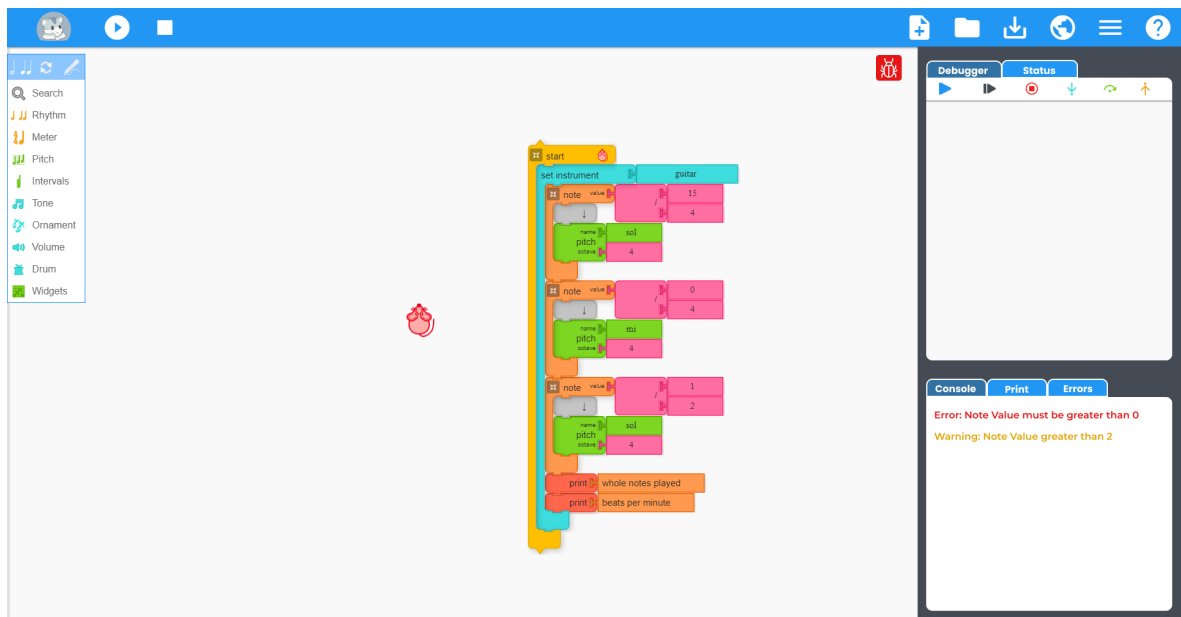 Search
Rhythm
Meter
Pitch
Intervals
Tone
Ornament
Volume
Drum
Widgets
start
set instrument guitar
note value / 15
4
name sol
pitch
octave 4
note value / 0
4
name mi
pitch
octave 4
note value / 1
2
name sol
pitch
octave 4
print whole notes played
print beats per minute
Debugger Status
Console Print Errors
Error: Note Value must be greater than 0
Warning: Note Value greater than 2